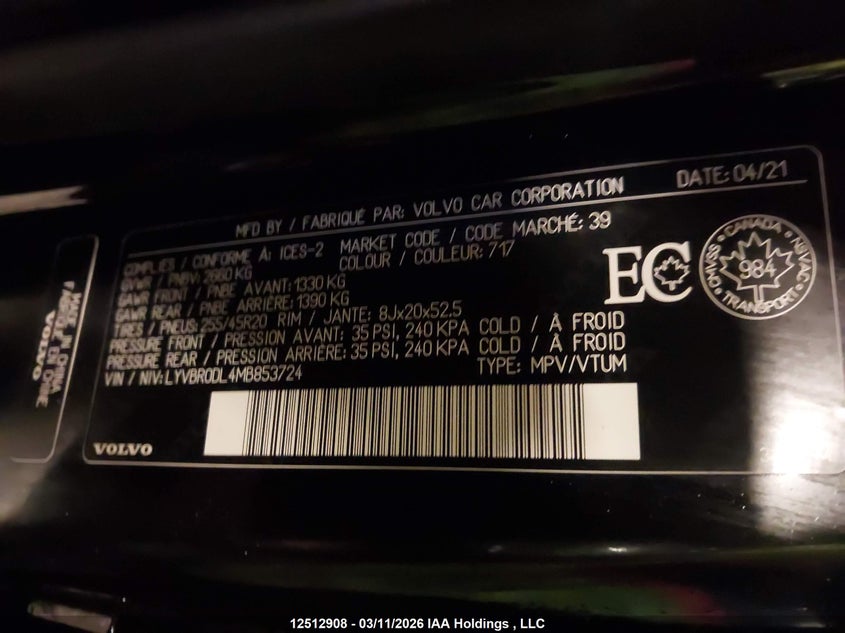 MFD BY / FABRIQUÉ PAR: VOLVO CAR CORPORATION
DATE: 04/21
COMPLIES / CONFORME À: ICES-2
MARKET CODE / CODE MARCHÉ: 39
GVWR / PNBV: 2660 KG
COLOUR / COULEUR: 717
GAWR FRONT / PNBE AVANT: 1330 KG
GAWR REAR / PNBE ARRIÈRE: 1390 KG
TIRES / PNEUS: 255/45R20 RIM / JANTE: 8Jx20x52.5
PRESSURE FRONT / PRESSION AVANT: 35 PSI, 240 KPA COLD / À FROID
PRESSURE REAR / PRESSION ARRIÈRE: 35 PSI, 240 KPA COLD / À FROID
VIN / NIV: LYVBR0DL4MB853724
TYPE: MPV/VTUM
EC
CANADA
984
TRANSPORT
VOLVO
MADE IN CHINA
FABRIQUÉ EN CHINE
VOLVO
12512908 - 03/11/2026 IAA Holdings , LLC